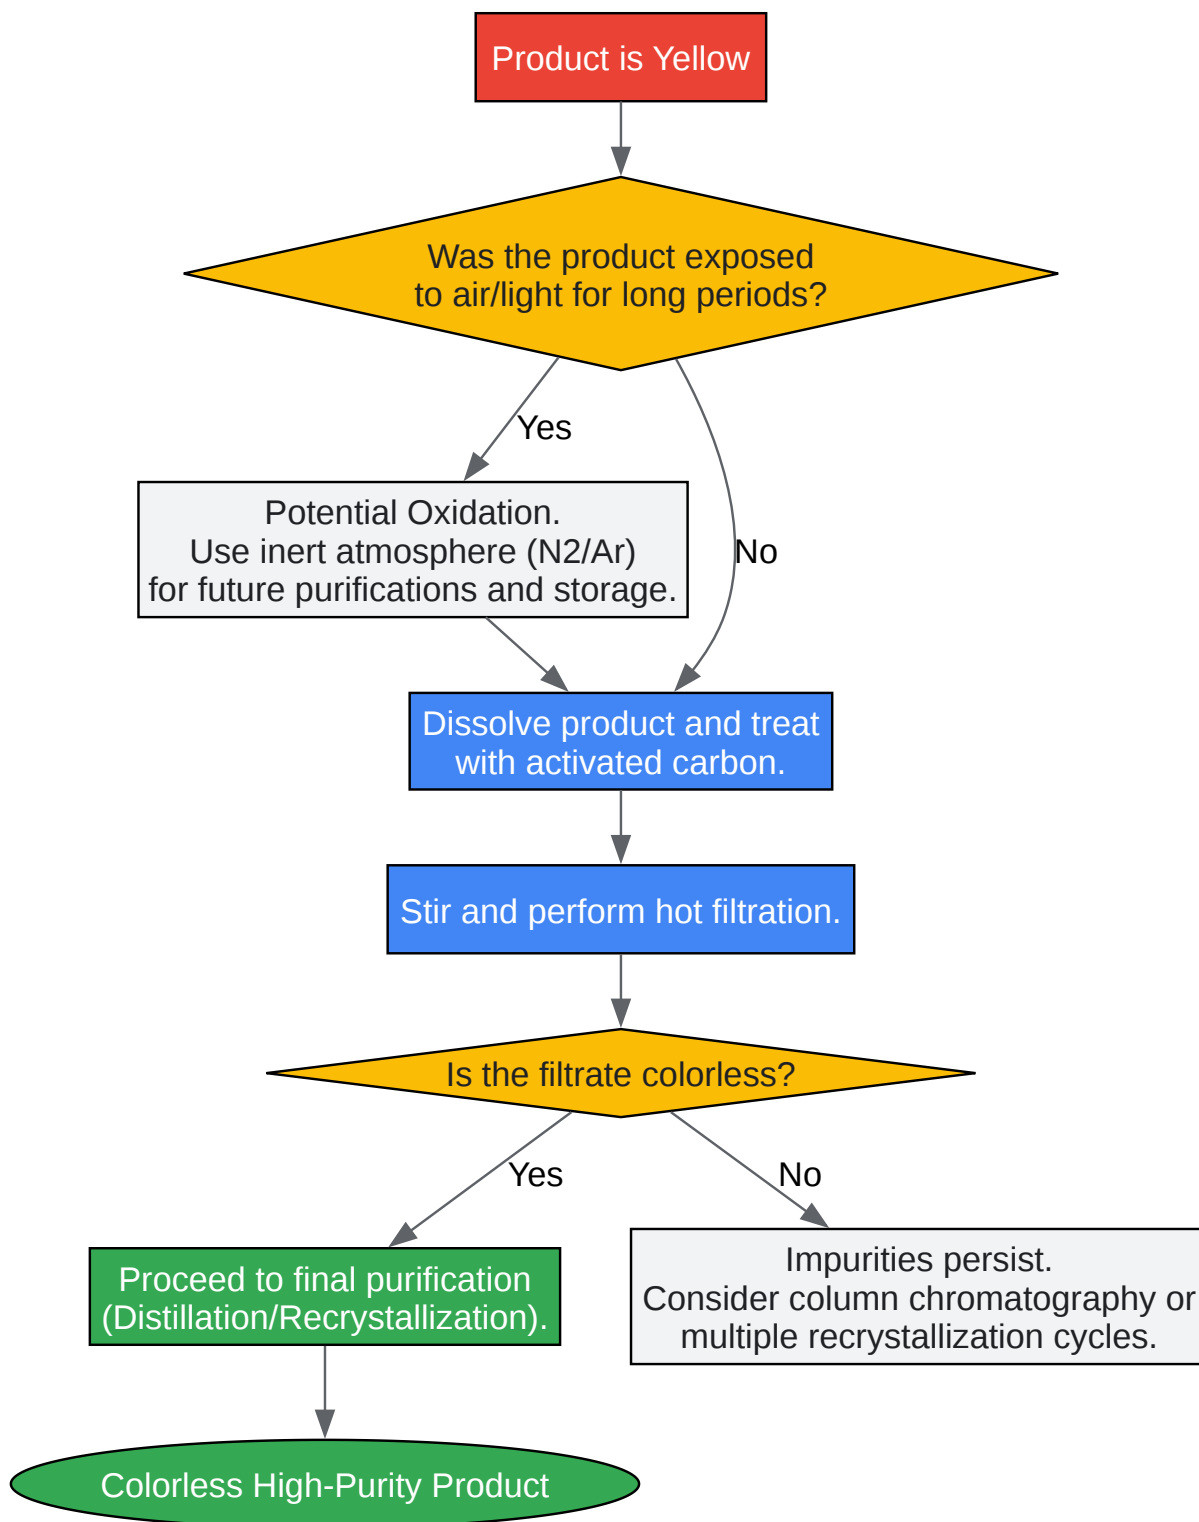 Product is Yellow
Was the product exposed
to air/light for long periods?
Yes
No
Potential Oxidation.
Use inert atmosphere (N2/Ar)
for future purifications and storage.
Dissolve product and treat
with activated carbon.
Stir and perform hot filtration.
Is the filtrate colorless?
Yes
No
Proceed to final purification
(Distillation/Recrystallization).
Impurities persist.
Consider column chromatography or
multiple recrystallization cycles.
Colorless High-Purity Product